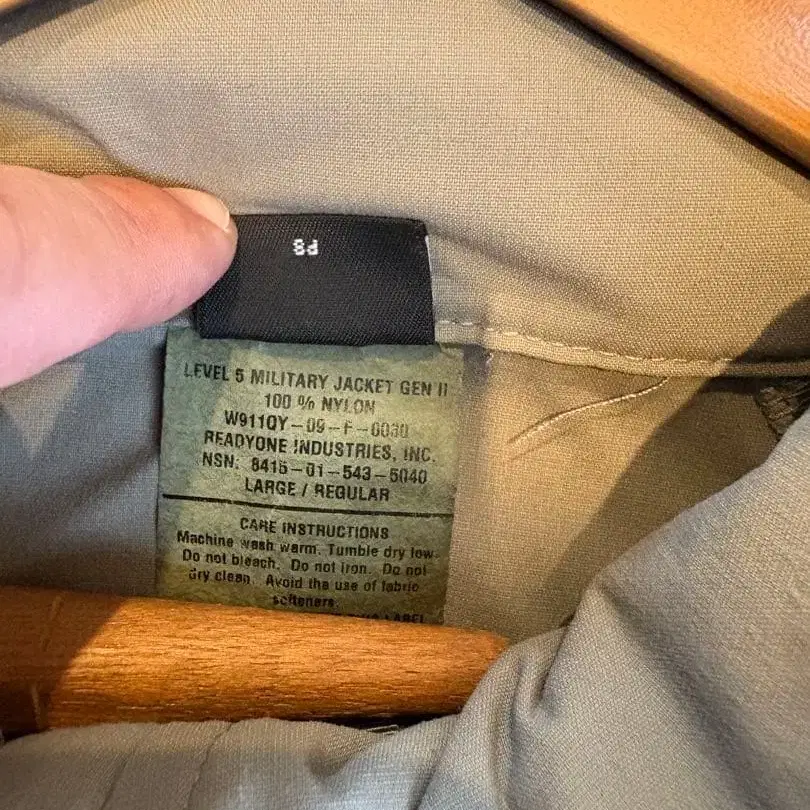 PS
LEVEL 5 MILITARY JACKET GEN II
100 % NYLON
W911QY-09-F-0030
READYONE INDUSTRIES, INC.
NSN: 8415-01-543-5040
LARGE / REGULAR
CARE INSTRUCTIONS
Machine wash warm. Tumble dry low.
Do not bleach. Do not iron. Do not
dry clean. Avoid the use of fabric
softeners.
LABEL